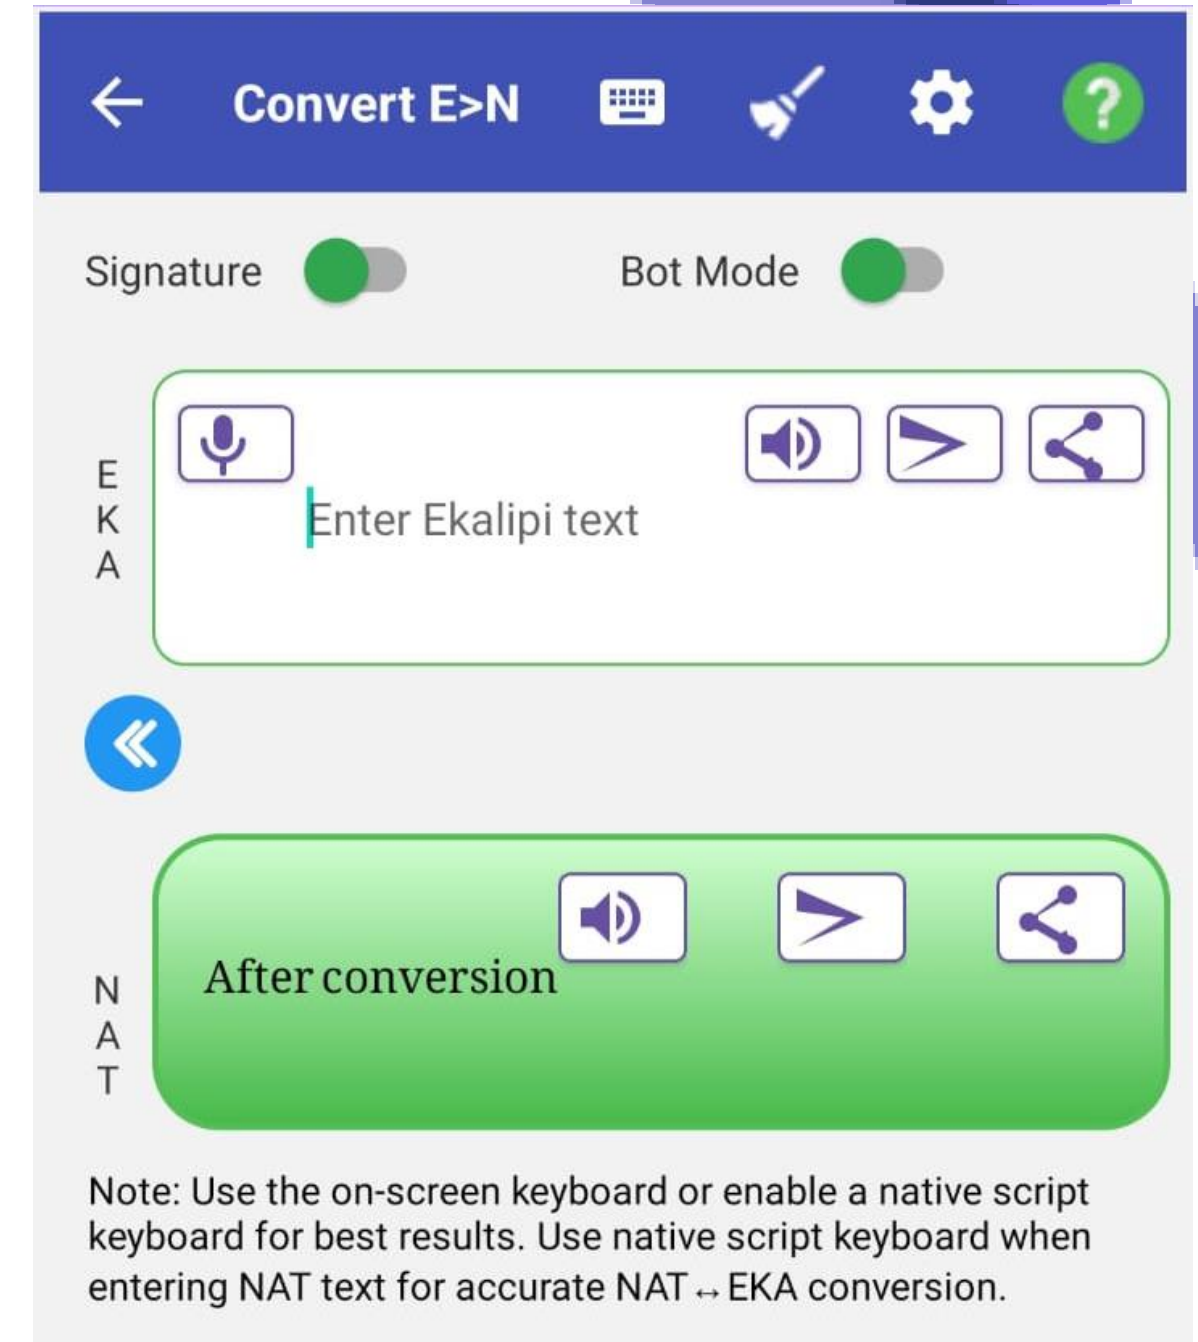 Convert E>N
?
Signature
Bot Mode
E
K
A
Enter Ekalipi text
After conversion
N
A
T
Note: Use the on-screen keyboard or enable a native script
keyboard for best results. Use native script keyboard when
entering NAT text for accurate NAT↔EKA conversion.